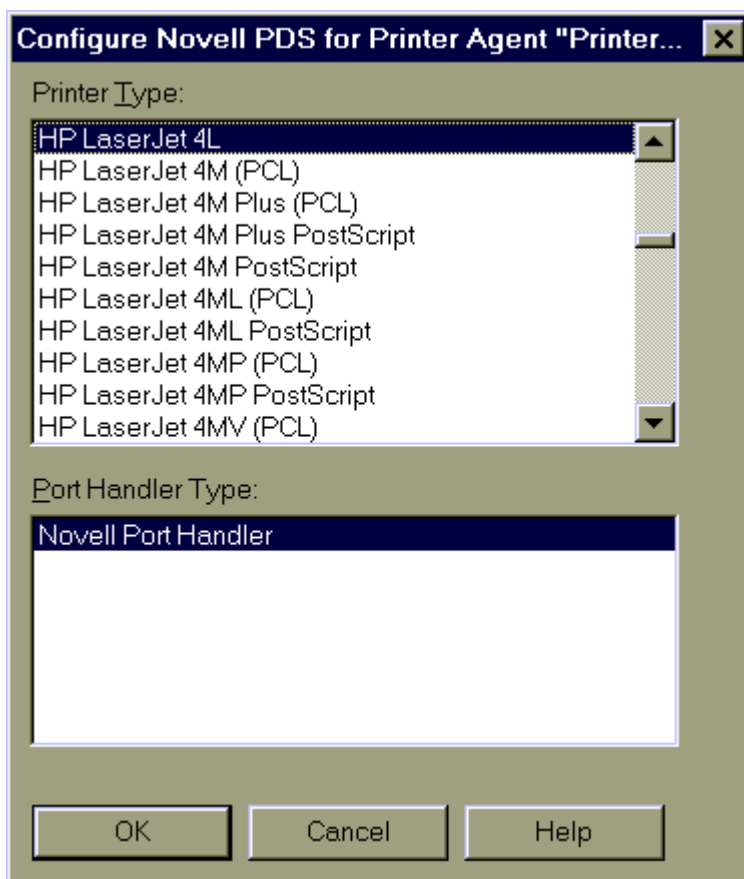 Configure Novell PDS for Printer Agent "Printer...
Printer Type:
HP LaserJet 4L
HP LaserJet 4M (PCL)
HP LaserJet 4M Plus (PCL)
HP LaserJet 4M Plus PostScript
HP LaserJet 4M PostScript
HP LaserJet 4ML (PCL)
HP LaserJet 4ML PostScript
HP LaserJet 4MP (PCL)
HP LaserJet 4MP PostScript
HP LaserJet 4MV (PCL)
Port Handler Type:
Novell Port Handler
OK Cancel Help